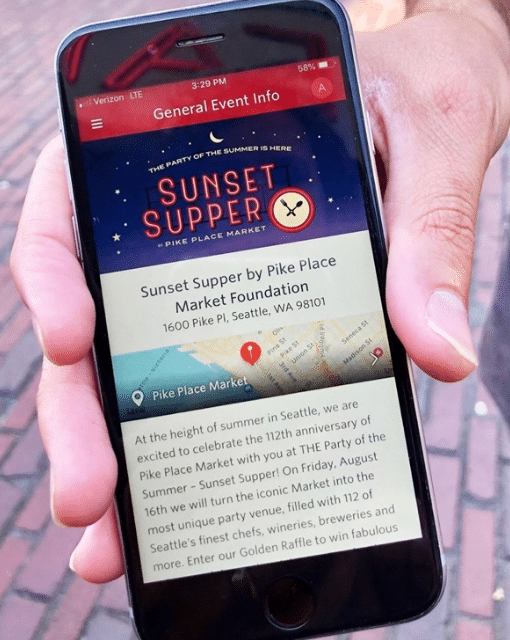 Verizon LTE 3:29 PM 58%
General Event Info A
THE PARTY OF THE SUMMER IS HERE
SUNSET
SUPPER
PIKE PLACE MARKET
Sunset Supper by Pike Place
Market Foundation
1600 Pike Pl, Seattle, WA 98101
Pine St
Pike St
Union St
Seneca St
Madison St
Pike Place Market
At the height of summer in Seattle, we are
excited to celebrate the 112th anniversary of
Pike Place Market with you at THE Party of the
Summer – Sunset Supper! On Friday, August
16th we will turn the iconic Market into the
most unique party venue, filled with 112 of
Seattle's finest chefs, wineries, breweries and
more. Enter our Golden Raffle to win fabulous